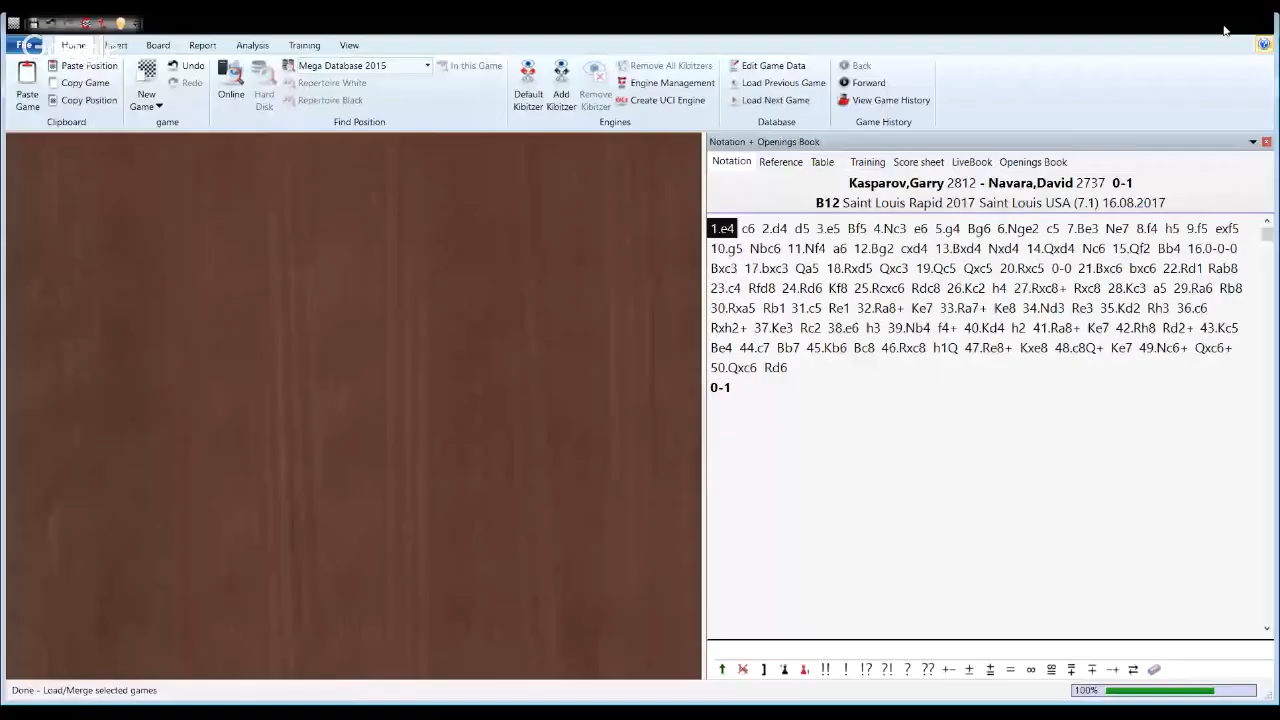 File Home Insert Board Report Analysis Training View
Paste Game
Paste Position
Copy Game
Copy Position
Clipboard
New Game
Undo
Redo
game
Online
Hard Disk
Mega Database 2015
In this Game
Repertoire White
Repertoire Black
Find Position
Default Kibitzer
Add Kibitzer
Remove Kibitzer
Remove All Kibitzers
Engine Management
Create UCI Engine
Engines
Edit Game Data
Load Previous Game
Load Next Game
Database
Back
Forward
View Game History
Game History
Notation + Openings Book
Notation Reference Table Training Score sheet LiveBook Openings Book
Kasparov,Garry 2812 - Navara,David 2737 0-1
B12 Saint Louis Rapid 2017 Saint Louis USA (7.1) 16.08.2017
1.e4 c6 2.d4 d5 3.e5 Bf5 4.Nc3 e6 5.g4 Bg6 6.Nge2 c5 7.Be3 Ne7 8.f4 h5 9.f5 exf5
10.g5 Nbc6 11.Nf4 a6 12.Bg2 cxd4 13.Bxd4 Nxd4 14.Qxd4 Nc6 15.Qf2 Bb4 16.0-0-0
Bxc3 17.bxc3 Qa5 18.Rxd5 Qxc3 19.Qc5 Qxc5 20.Rxc5 0-0 21.Bxc6 bxc6 22.Rd1 Rab8
23.c4 Rfd8 24.Rd6 Kf8 25.Rcxc6 Rdc8 26.Kc2 h4 27.Rxc8+ Rxc8 28.Kc3 a5 29.Ra6 Rb8
30.Rxa5 Rb1 31.c5 Re1 32.Ra8+ Ke7 33.Ra7+ Ke8 34.Nd3 Re3 35.Kd2 Rh3 36.c6
Rxh2+ 37.Ke3 Rc2 38.e6 h3 39.Nb4 f4+ 40.Kd4 h2 41.Ra8+ Ke7 42.Rh8 Rd2+ 43.Kc5
Be4 44.c7 Bb7 45.Kb6 Bc8 46.Rxc8 h1Q 47.Re8+ Kxe8 48.c8Q+ Ke7 49.Nc6+ Qxc6+
50.Qxc6 Rd6
0-1
] !! ! !? ?! ? ?? +− ± ⩲ = ∞ ⩱ ∓ −+
Done - Load/Merge selected games
100%